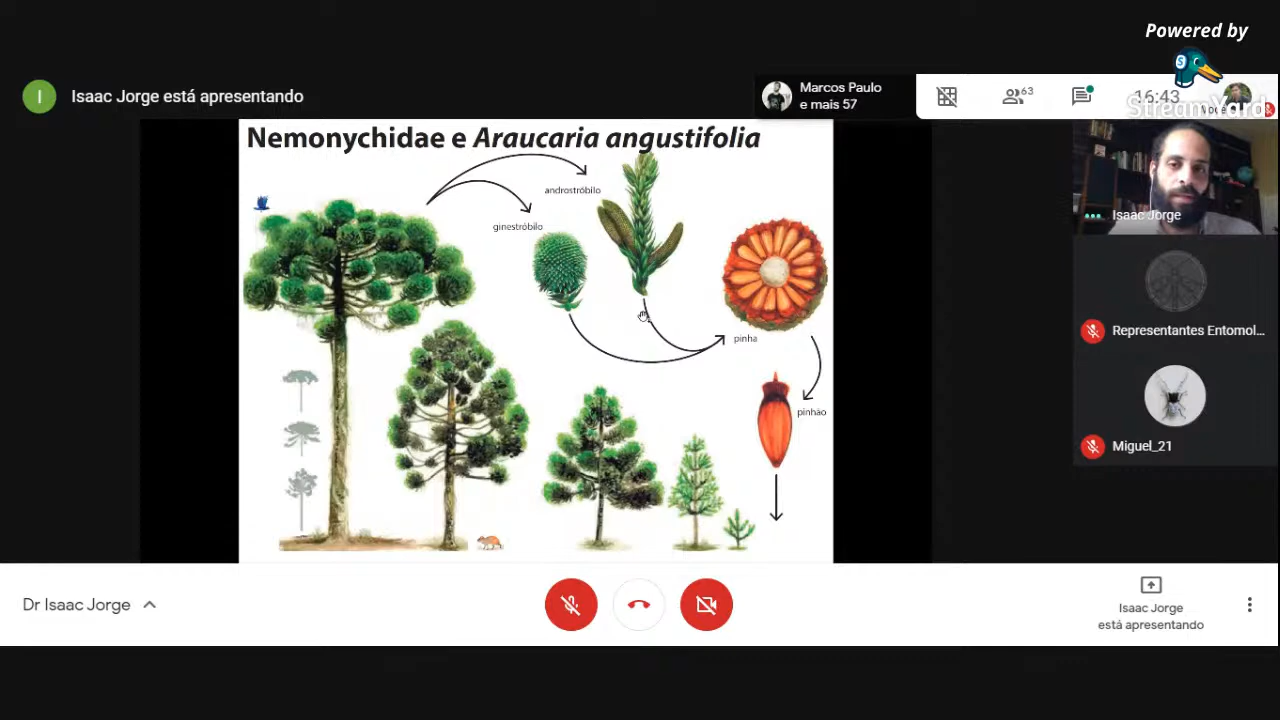 Powered by
I
Isaac Jorge está apresentando
Marcos Paulo
e mais 57
63
16:43
StreamYard
Nemonychidae e Araucaria angustifolia
androstróbilo
ginestróbilo
pinha
pinhão
Isaac Jorge
Representantes Entomol...
Miguel_21
Dr Isaac Jorge
Isaac Jorge
está apresentando